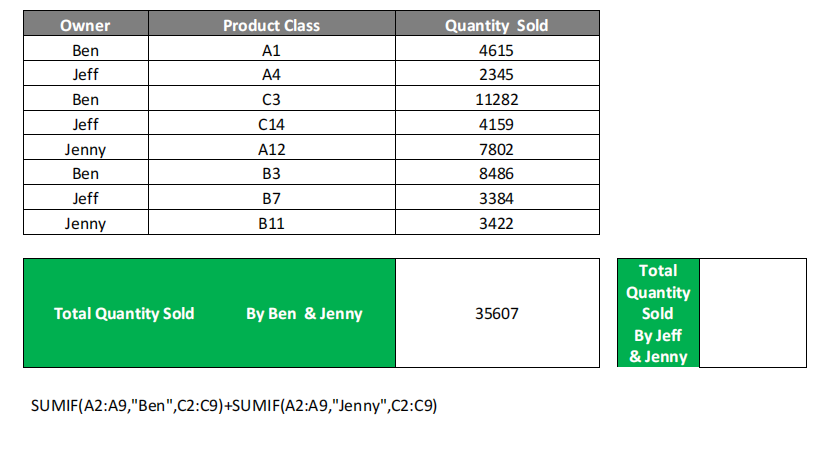 Owner Product Class Quantity Sold
Ben A1 4615
Jeff A4 2345
Ben C3 11282
Jeff C14 4159
Jenny A12 7802
Ben B3 8486
Jeff B7 3384
Jenny B11 3422
Total Quantity Sold By Ben & Jenny 35607
Total
Quantity
Sold
By Jeff
& Jenny
SUMIF(A2:A9,"Ben",C2:C9)+SUMIF(A2:A9,"Jenny",C2:C9)